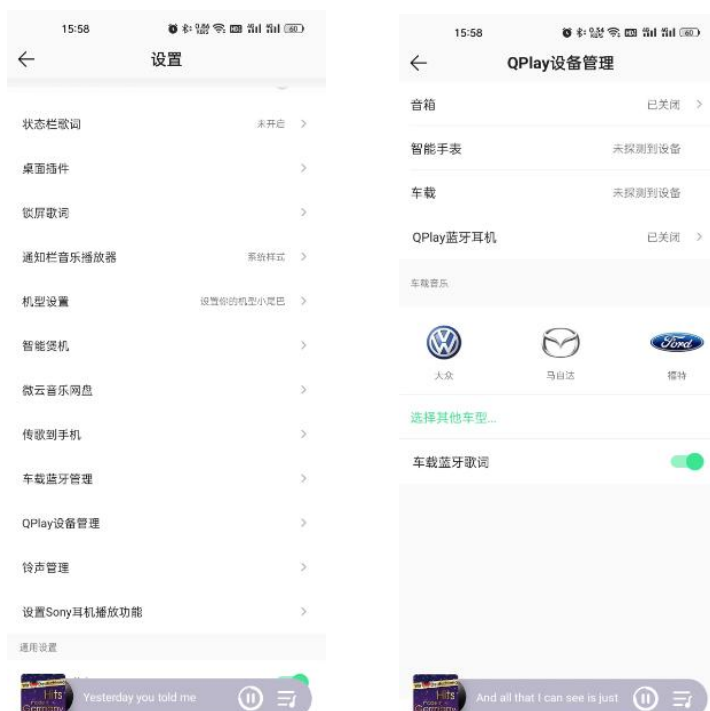 15:58
60
设置
状态栏歌词 未开启
桌面插件
锁屏歌词
通知栏音乐播放器 系统样式
机型设置 设置你的机型小尾巴
智能煲机
微云音乐网盘
传歌到手机
车载蓝牙管理
QPlay设备管理
铃声管理
设置Sony耳机播放功能
通用设置
Hits
Germany
Yesterday you told me
15:58
60
QPlay设备管理
音箱 已关闭
智能手表 未探测到设备
车载 未探测到设备
QPlay蓝牙耳机 已关闭
车载音乐
Ford
大众 马自达 福特
选择其他车型...
车载蓝牙歌词
Hits
Germany
And all that I can see is just